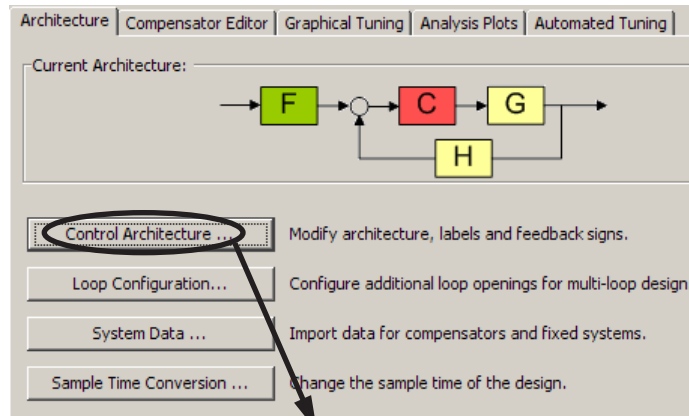 Architecture Compensator Editor Graphical Tuning Analysis Plots Automated Tuning
Current Architecture:
F C G
H
Control Architecture ... Modify architecture, labels and feedback signs.
Loop Configuration... Configure additional loop openings for multi-loop design
System Data ... Import data for compensators and fixed systems.
Sample Time Conversion ... Change the sample time of the design.